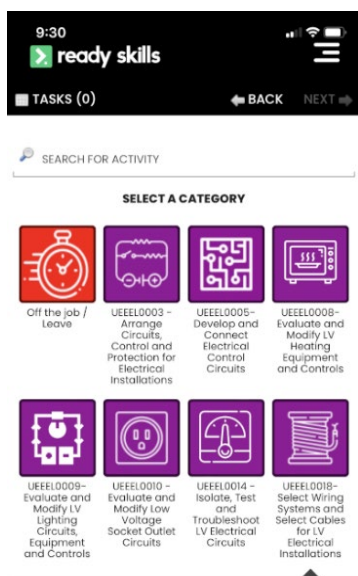 9:30
ready skills
TASKS (0)
BACK
NEXT
SEARCH FOR ACTIVITY
SELECT A CATEGORY
Off the job /
Leave
UEEEL0003 -
Arrange
Circuits,
Control and
Protection for
Electrical
Installations
UEEEL0005-
Develop and
Connect
Electrical
Control
Circuits
UEEEL0008-
Evaluate and
Modify LV
Heating
Equipment
and Controls
UEEEL0009-
Evaluate and
Modify LV
Lighting
Circuits,
Equipment
and Controls
UEEEL0010 -
Evaluate and
Modify Low
Voltage
Socket Outlet
Circuits
UEEEL0014 -
Isolate, Test
and
Troubleshoot
LV Electrical
Circuits
UEEEL0018-
Select Wiring
Systems and
Select Cables
for LV
Electrical
Installations